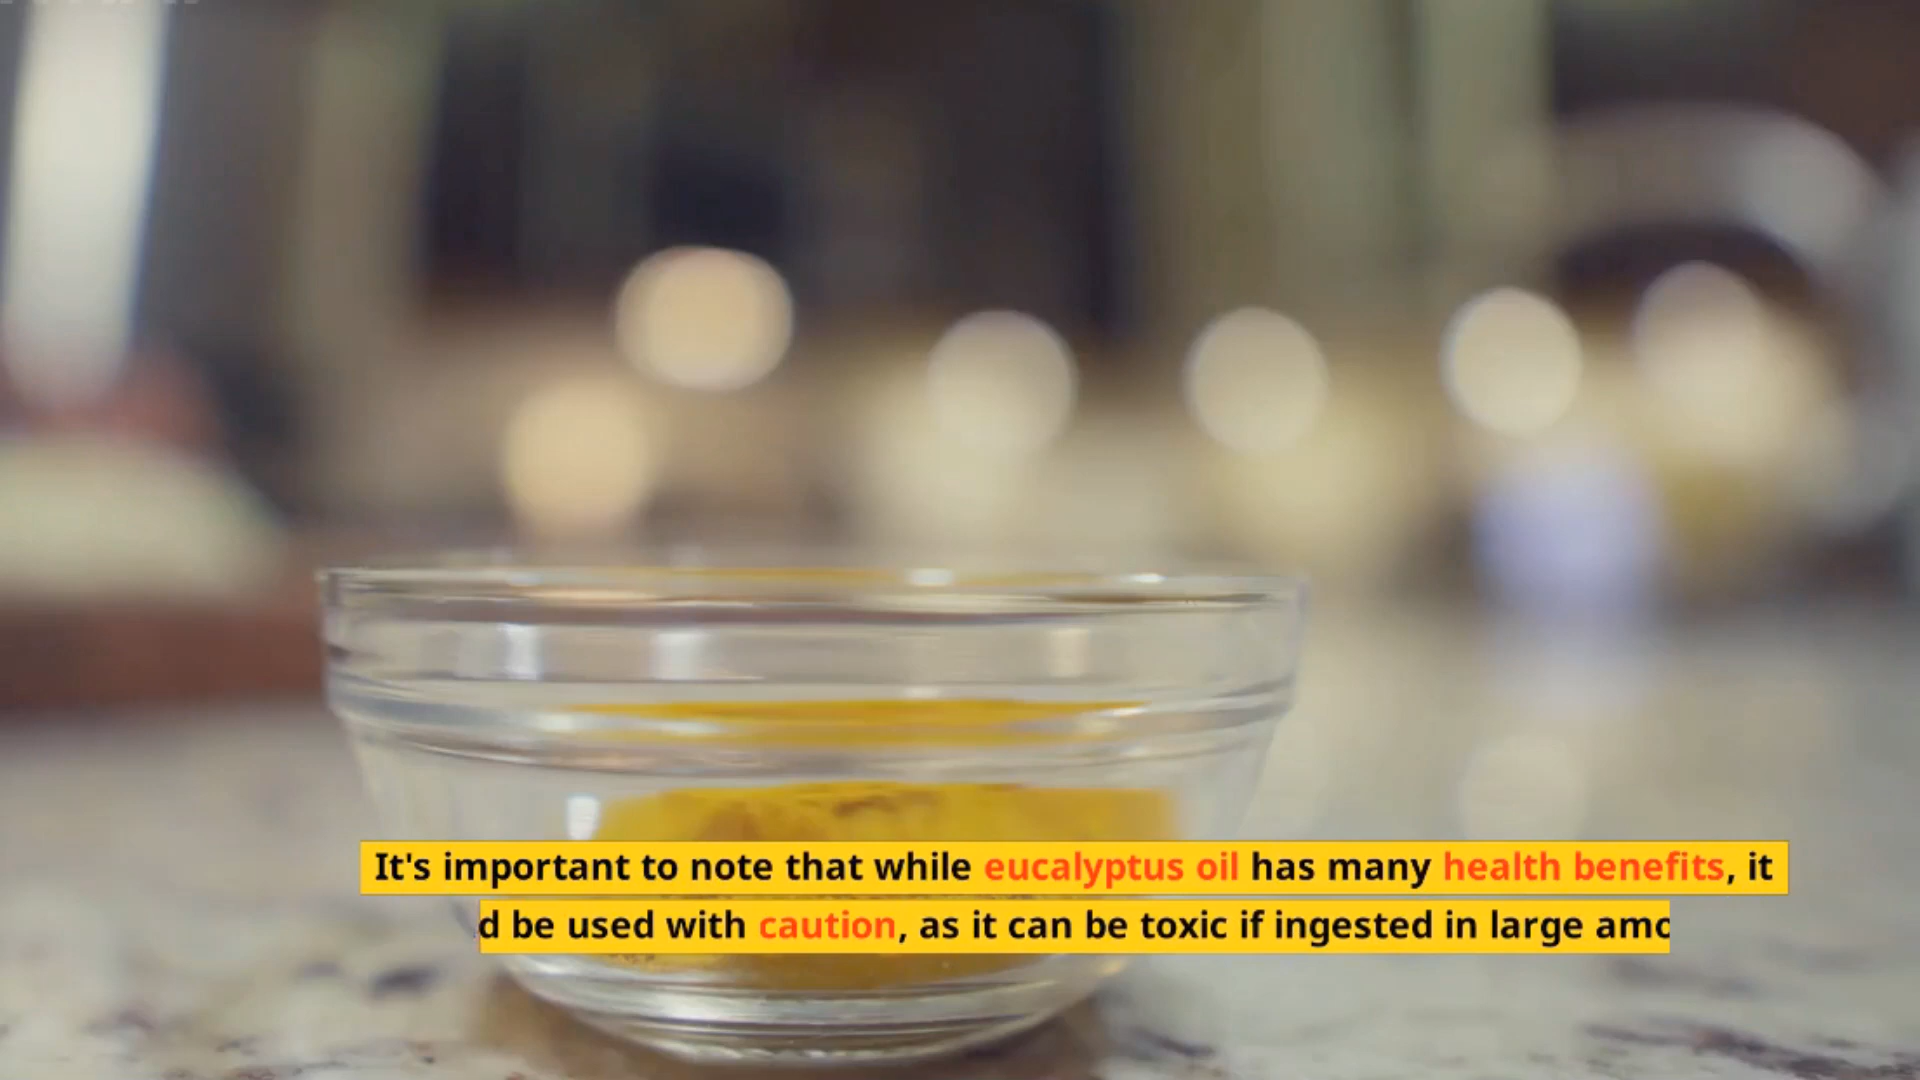 It's important to note that while eucalyptus oil has many health benefits, it
d be used with caution, as it can be toxic if ingested in large amo